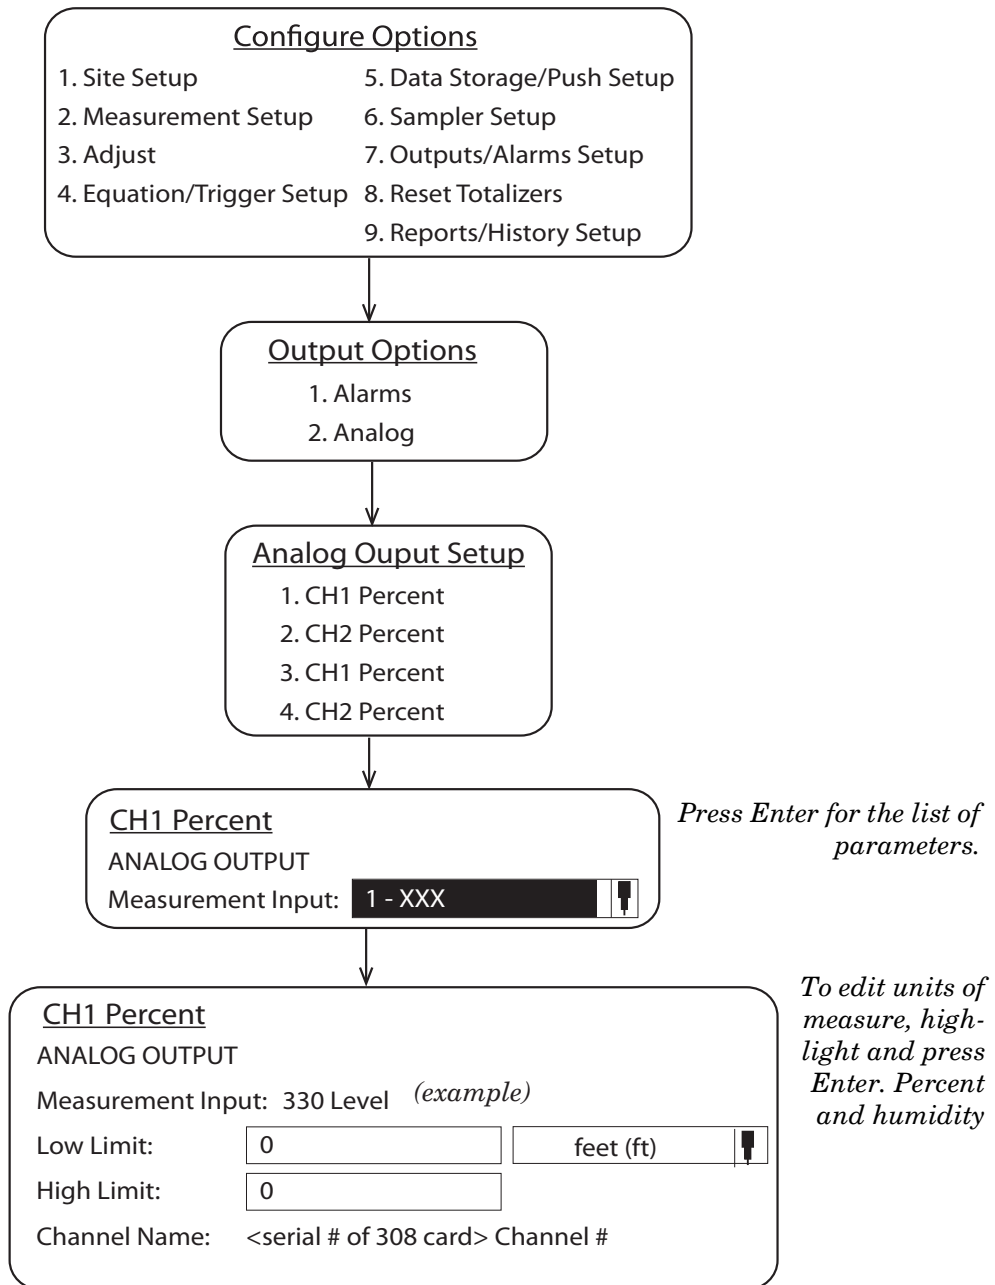 Configure Options
1. Site Setup
2. Measurement Setup
3. Adjust
4. Equation/Trigger Setup
5. Data Storage/Push Setup
6. Sampler Setup
7. Outputs/Alarms Setup
8. Reset Totalizers
9. Reports/History Setup
Output Options
1. Alarms
2. Analog
Analog Ouput Setup
1. CH1 Percent
2. CH2 Percent
3. CH1 Percent
4. CH2 Percent
CH1 Percent
ANALOG OUTPUT
Measurement Input: 1 - XXX
Press Enter for the list of
parameters.
CH1 Percent
ANALOG OUTPUT
Measurement Input: 330 Level (example)
Low Limit: 0 feet (ft)
High Limit: 0
Channel Name: <serial # of 308 card> Channel #
To edit units of
measure, high-
light and press
Enter. Percent
and humidity